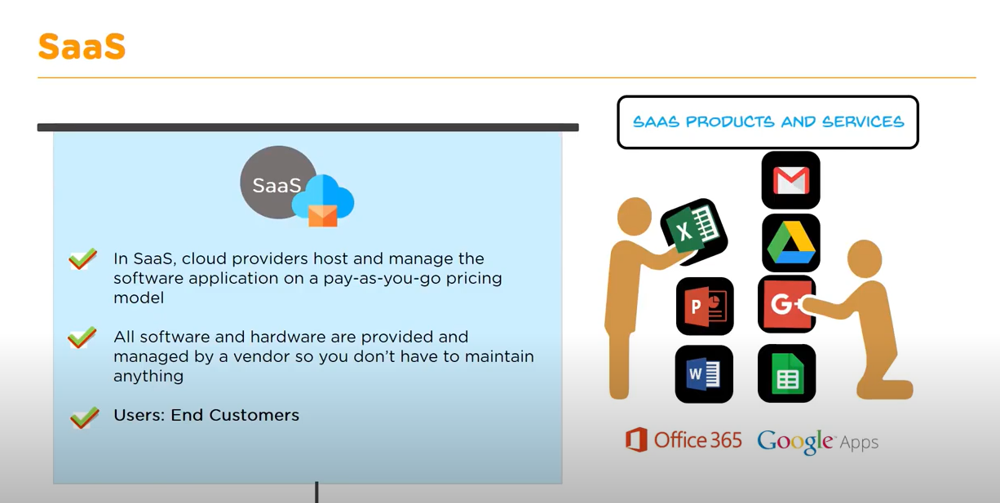 SaaS
SAAS PRODUCTS AND SERVICES
SaaS
In SaaS, cloud providers host and manage the
software application on a pay-as-you-go pricing
model
All software and hardware are provided and
managed by a vendor so you don't have to maintain
anything
Users: End Customers
X
P
G+
W
Office 365
Google™ Apps